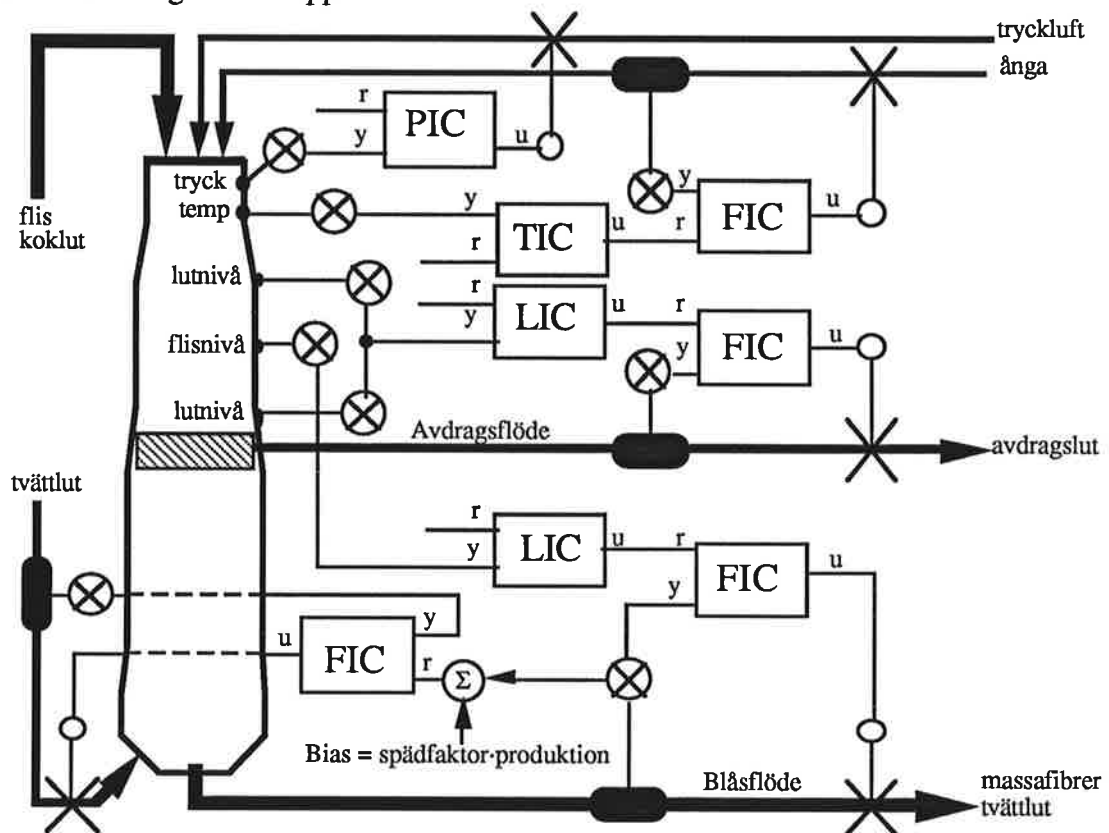 tryckluft
ånga
r
PIC
y
u
tryck
temp
flis
koklut
y
TIC
u
r
r
y
FIC
u
lutnivå
r
y
LIC
u
r
y
FIC
u
flisnivå
lutnivå
Avdragsflöde
avdragslut
tvättlut
r
y
LIC
u
r
y
FIC
u
u
FIC
y
r
Σ
Bias = spädfaktor·produktion
Blåsflöde
massafibrer
tvättlut